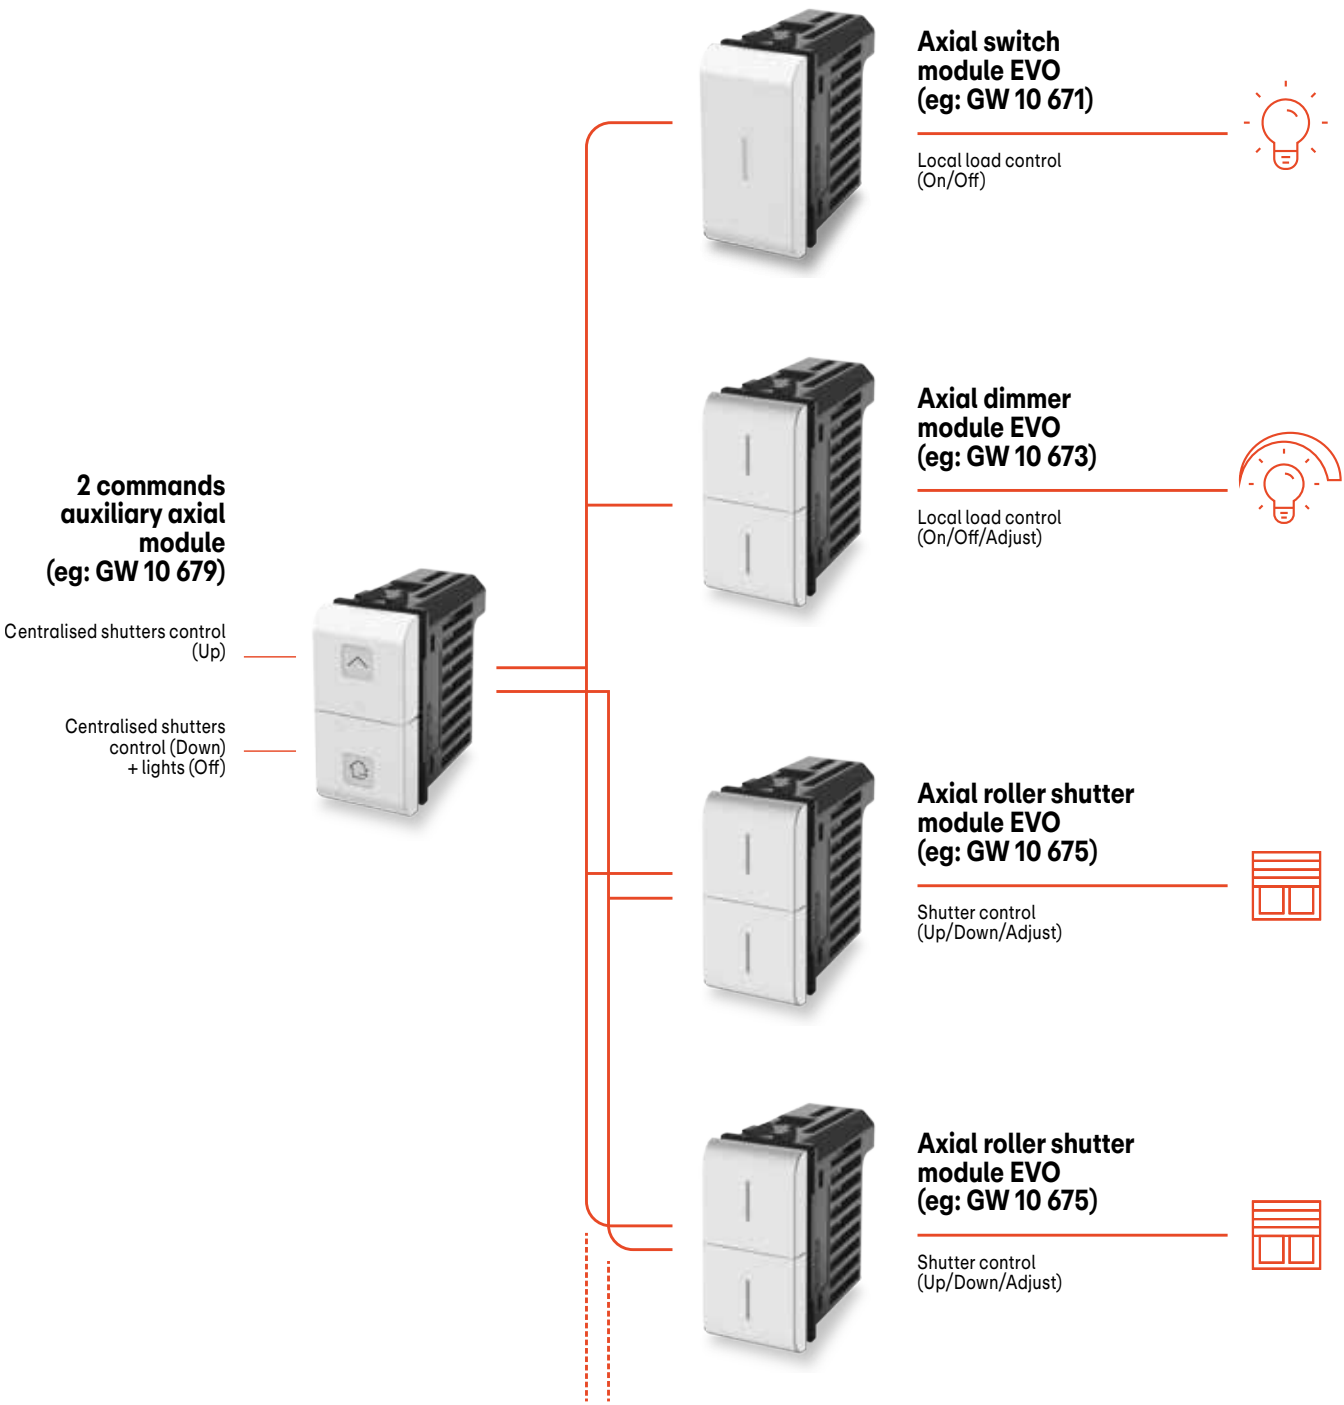 Axial switch
module EVO
(eg: GW 10 671)
Local load control
(On/Off)
Axial dimmer
module EVO
(eg: GW 10 673)
Local load control
(On/Off/Adjust)
2 commands
auxiliary axial
module
(eg: GW 10 679)
Centralised shutters control
(Up)
Centralised shutters
control (Down)
+ lights (Off)
Axial roller shutter
module EVO
(eg: GW 10 675)
Shutter control
(Up/Down/Adjust)
Axial roller shutter
module EVO
(eg: GW 10 675)
Shutter control
(Up/Down/Adjust)